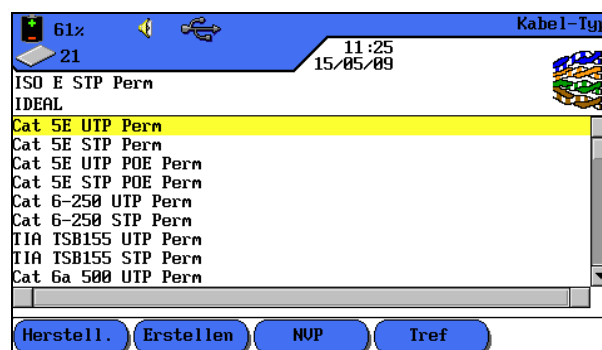 61% Kabel-Typ
21 11:25
15/05/09
ISO E STP Perm
IDEAL
Cat 5E UTP Perm
Cat 5E STP Perm
Cat 5E UTP POE Perm
Cat 5E STP POE Perm
Cat 6-250 UTP Perm
Cat 6-250 STP Perm
TIA TSB155 UTP Perm
TIA TSB155 STP Perm
Cat 6a 500 UTP Perm
Herstell. Erstellen NVP Tref